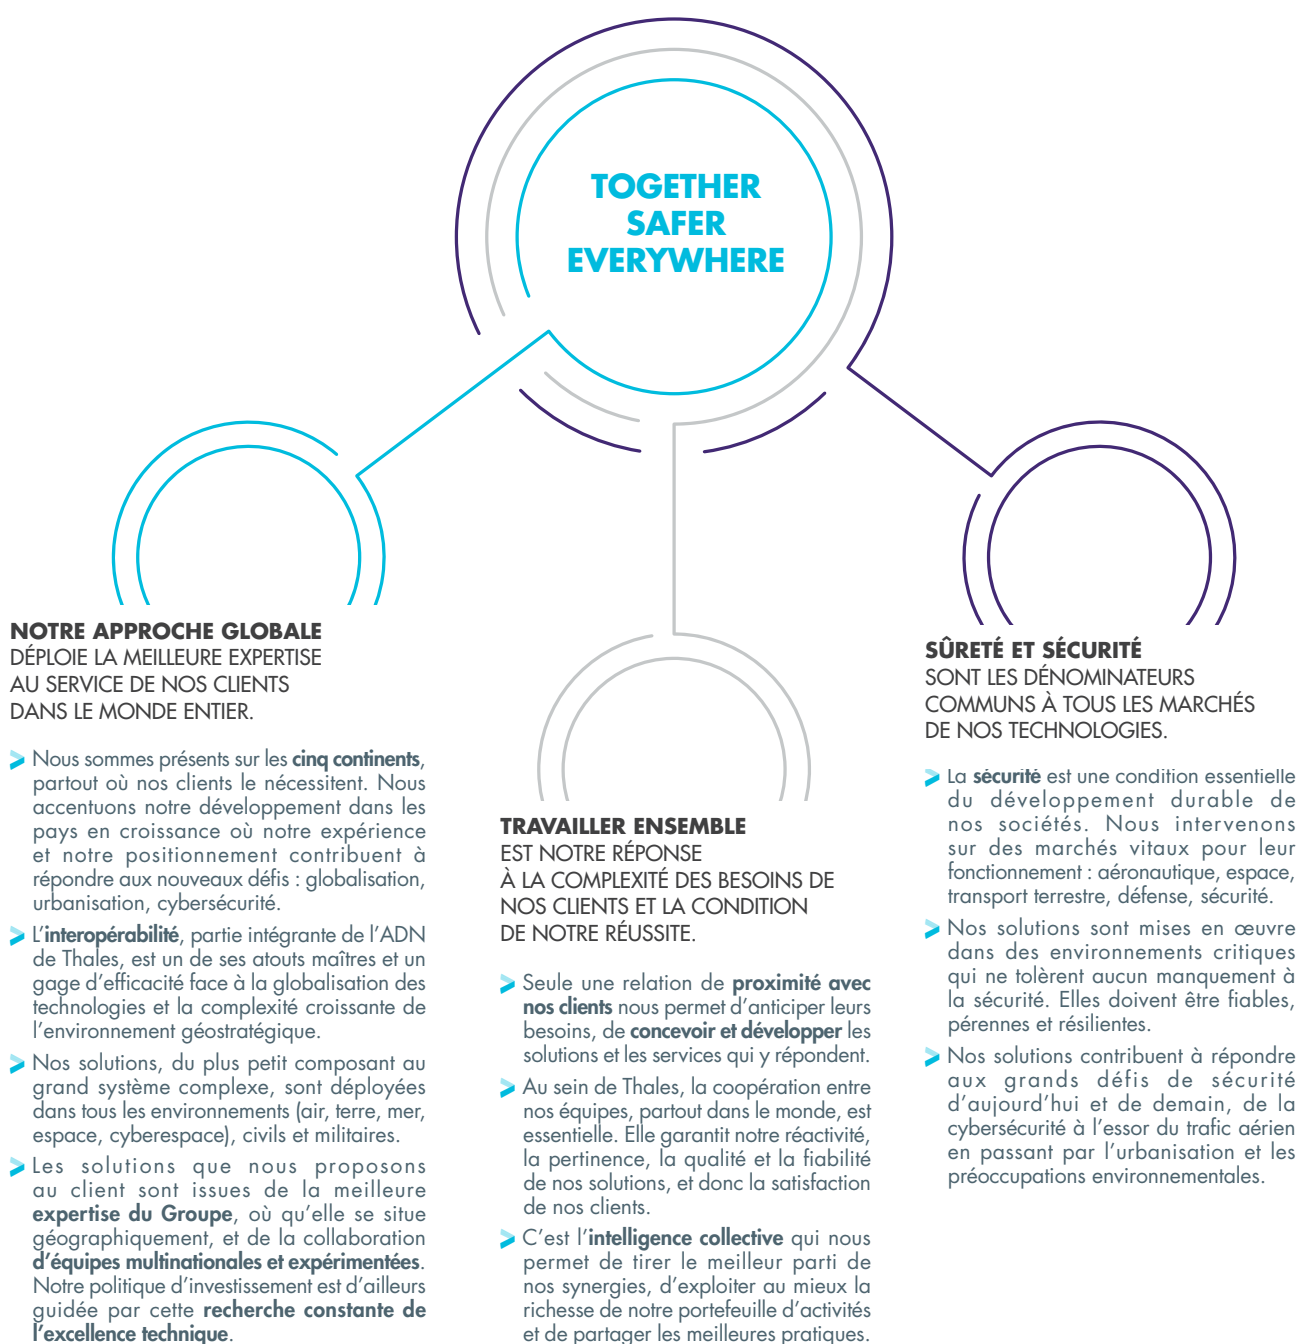 TOGETHER
SAFER
EVERYWHERE
NOTRE APPROCHE GLOBALE
DÉPLOIE LA MEILLEURE EXPERTISE
AU SERVICE DE NOS CLIENTS
DANS LE MONDE ENTIER.
Nous sommes présents sur les cinq continents,
partout où nos clients le nécessitent. Nous
accentuons notre développement dans les
pays en croissance où notre expérience
et notre positionnement contribuent à
répondre aux nouveaux défis : globalisation,
urbanisation, cybersécurité.
L'interopérabilité, partie intégrante de l'ADN
de Thales, est un de ses atouts maîtres et un
gage d'efficacité face à la globalisation des
technologies et la complexité croissante de
l'environnement géostratégique.
Nos solutions, du plus petit composant au
grand système complexe, sont déployées
dans tous les environnements (air, terre, mer,
espace, cyberespace), civils et militaires.
Les solutions que nous proposons
au client sont issues de la meilleure
expertise du Groupe, où qu'elle se situe
géographiquement, et de la collaboration
d'équipes multinationales et expérimentées.
Notre politique d'investissement est d'ailleurs
guidée par cette recherche constante de
l'excellence technique.
TRAVAILLER ENSEMBLE
EST NOTRE RÉPONSE
À LA COMPLEXITÉ DES BESOINS DE
NOS CLIENTS ET LA CONDITION
DE NOTRE RÉUSSITE.
Seule une relation de proximité avec
nos clients nous permet d'anticiper leurs
besoins, de concevoir et développer les
solutions et les services qui y répondent.
Au sein de Thales, la coopération entre
nos équipes, partout dans le monde, est
essentielle. Elle garantit notre réactivité,
la pertinence, la qualité et la fiabilité
de nos solutions, et donc la satisfaction
de nos clients.
C'est l'intelligence collective qui nous
permet de tirer le meilleur parti de
nos synergies, d'exploiter au mieux la
richesse de notre portefeuille d'activités
et de partager les meilleures pratiques.
SÛRETÉ ET SÉCURITÉ
SONT LES DÉNOMINATEURS
COMMUNS À TOUS LES MARCHÉS
DE NOS TECHNOLOGIES.
La sécurité est une condition essentielle
du développement durable de
nos sociétés. Nous intervenons
sur des marchés vitaux pour leur
fonctionnement : aéronautique, espace,
transport terrestre, défense, sécurité.
Nos solutions sont mises en œuvre
dans des environnements critiques
qui ne tolèrent aucun manquement à
la sécurité. Elles doivent être fiables,
pérennes et résilientes.
Nos solutions contribuent à répondre
aux grands défis de sécurité
d'aujourd'hui et de demain, de la
cybersécurité à l'essor du trafic aérien
en passant par l'urbanisation et les
préoccupations environnementales.